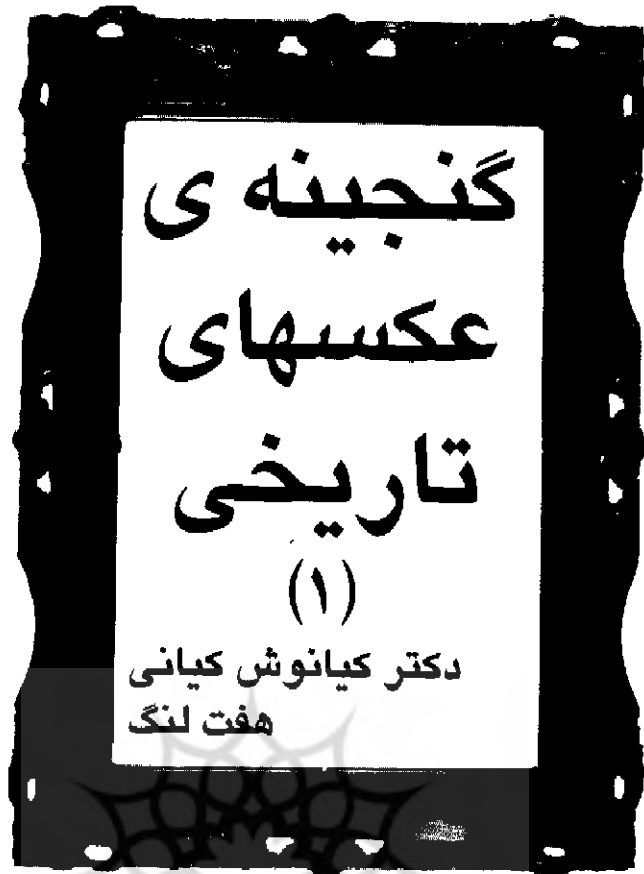 گنجینه ی
عکسهای
تاریخی
(۱)
دکتر کیانوش کیانی
هفت لنگ